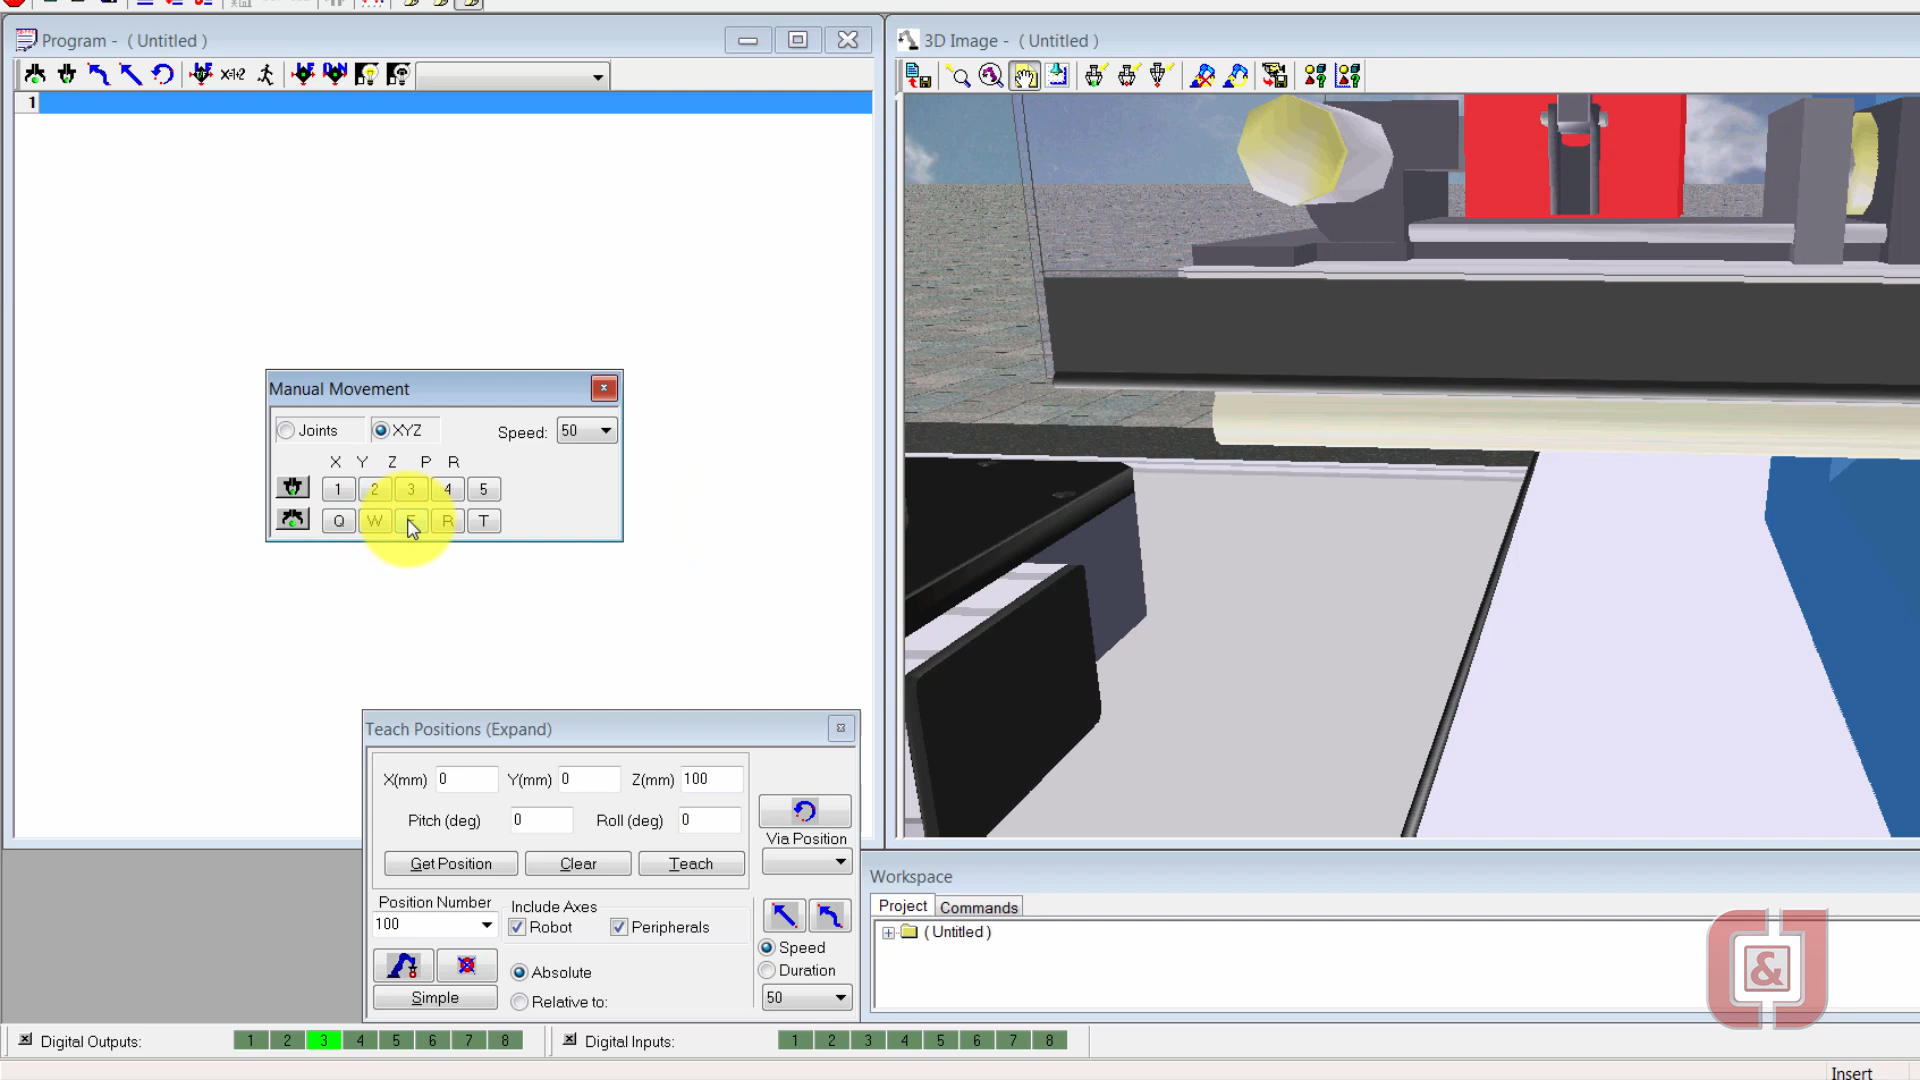 Program - ( Untitled )
3D Image - ( Untitled )
x=1+2
1
Manual Movement
Joints XYZ Speed: 50
X Y Z P R
1 2 3 4 5
Q W E R T
Teach Positions (Expand)
X(mm) 0 Y(mm) 0 Z(mm) 100
Pitch (deg) 0 Roll (deg) 0
Via Position
Get Position Clear Teach
Position Number
100
Include Axes
Robot Peripherals
Speed
Absolute
Duration
Simple
Relative to:
50
Workspace
Project Commands
( Untitled )
C&J
Digital Outputs: 1 2 3 4 5 6 7 8
Digital Inputs: 1 2 3 4 5 6 7 8
Insert